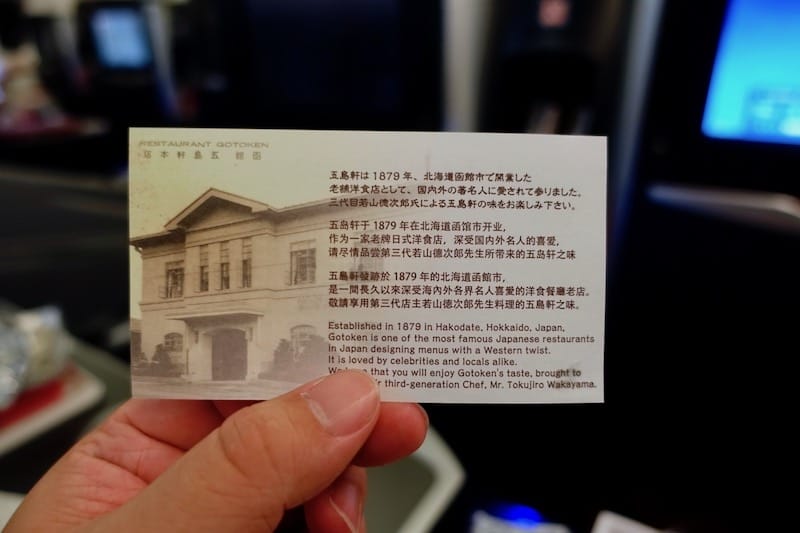 RESTAURANT GOTOKEN
函館 五島軒本店
五島軒は1879年、北海道函館市で開業した
老舗洋食店として、国内外の著名人に愛されて参りました。
三代目若山徳次郎氏による五島軒の味をお楽しみ下さい。
五岛轩于1879年在北海道函馆市开业,
作为一家老牌日式洋食店,深受国内外名人的喜爱,
请尽情品尝第三代若山德次郎先生所带来的五岛轩之味
五島軒發跡於1879年的北海道函館市,
是一間長久以來深受海內外各界名人喜愛的洋食餐廳老店。
敬請享用第三代店主若山德次郎先生料理的五島軒之味。
Established in 1879 in Hakodate, Hokkaido, Japan,
Gotoken is one of the most famous Japanese restaurants
in Japan designing menus with a Western twist.
It is loved by celebrities and locals alike.
that you will enjoy Gotoken's taste, brought to
third-generation Chef, Mr. Tokujiro Wakayama.